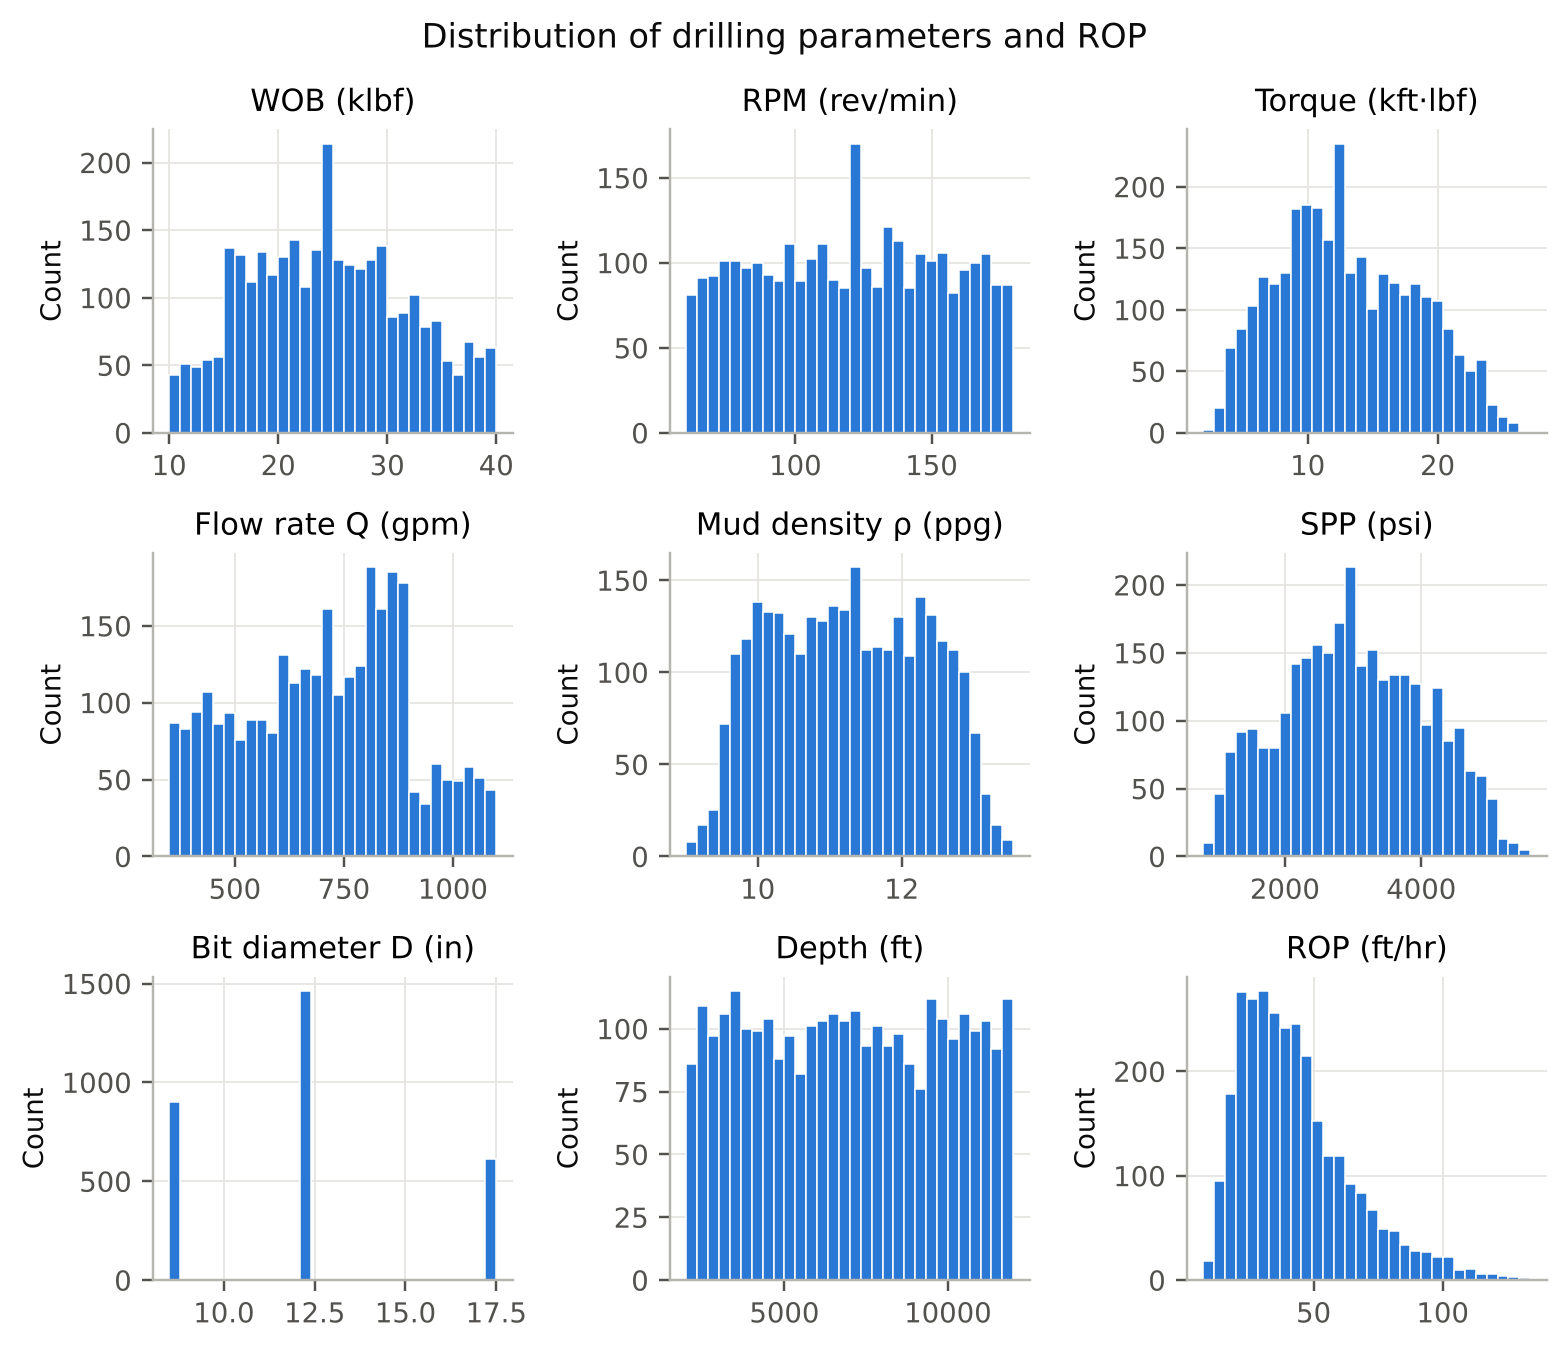 Distribution of drilling parameters and ROP
WOB (klbf)
Count
200
150
100
50
0
10 20 30 40
RPM (rev/min)
Count
150
100
50
0
100 150
Torque (kft·lbf)
Count
200
150
100
50
0
10 20
Flow rate Q (gpm)
Count
150
100
50
0
500 750 1000
Mud density ρ (ppg)
Count
150
100
50
0
10 12
SPP (psi)
Count
200
150
100
50
0
2000 4000
Bit diameter D (in)
Count
1500
1000
500
0
10.0 12.5 15.0 17.5
Depth (ft)
Count
100
75
50
25
0
5000 10000
ROP (ft/hr)
Count
200
100
0
50 100